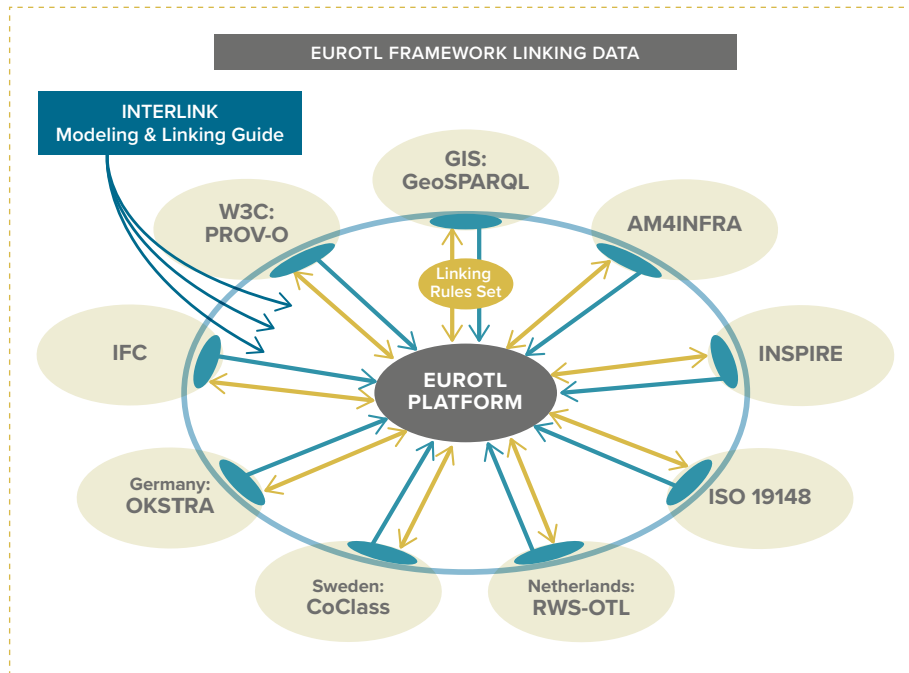 EUROTL FRAMEWORK LINKING DATA
INTERLINK
Modeling & Linking Guide
GIS:
GeoSPARQL
W3C:
PROV-O
AM4INFRA
Linking
Rules Set
IFC
INSPIRE
EUROTL
PLATFORM
Germany:
OKSTRA
ISO 19148
Sweden:
CoClass
Netherlands:
RWS-OTL